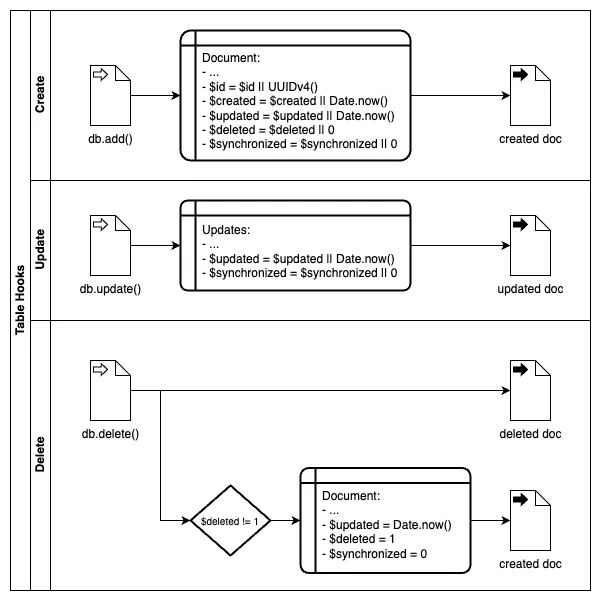 Table Hooks
Create
db.add()
Document:
- ...
- $id = $id || UUIDv4()
- $created = $created || Date.now()
- $updated = $updated || Date.now()
- $deleted = $deleted || 0
- $synchronized = $synchronized || 0
created doc
Update
db.update()
Updates:
- ...
- $updated = $updated || Date.now()
- $synchronized = $synchronized || 0
updated doc
Delete
db.delete()
deleted doc
$deleted != 1
Document:
- ...
- $updated = Date.now()
- $deleted = 1
- $synchronized = 0
created doc